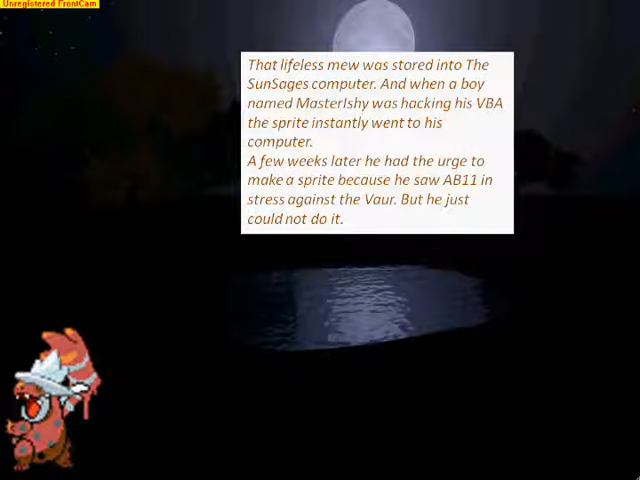 Unregistered FrontCam
That lifeless mew was stored into The
SunSages computer. And when a boy
named MasterIshy was hacking his VBA
the sprite instantly went to his
computer.
A few weeks later he had the urge to
make a sprite because he saw AB11 in
stress against the Vaur. But he just
could not do it.